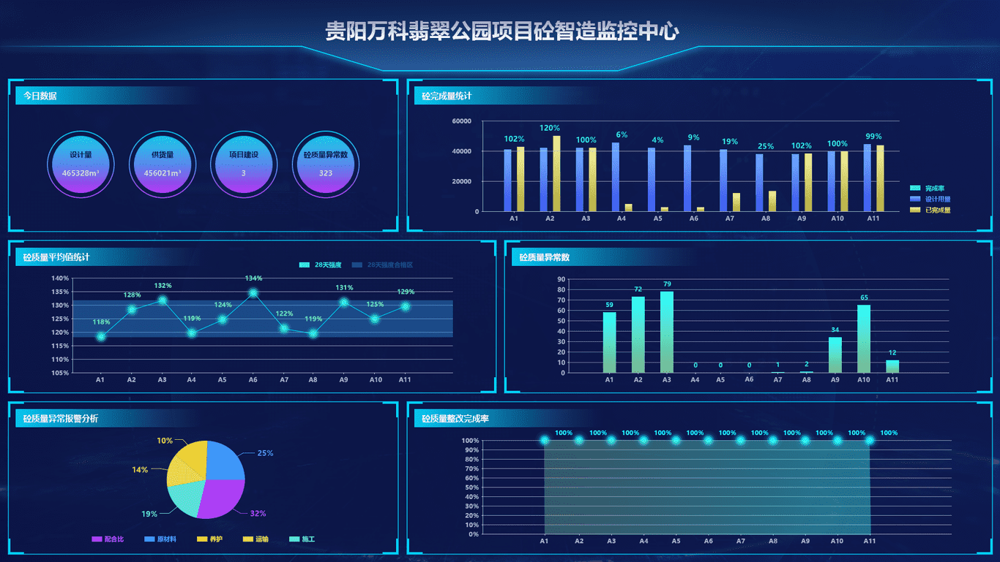 贵阳万科翡翠公园项目砼智造监控中心
今日数据
设计量
465328m³
供货量
456021m³
项目建设
3
砼质量异常数
323
砼完成量统计
60000
40000
20000
0
102% 120% 100% 6% 4% 9% 19% 25% 102% 100% 99%
A1 A2 A3 A4 A5 A6 A7 A8 A9 A10 A11
完成率
设计用量
已完成量
砼质量平均值统计
28天强度 28天强度合格区
140%
135%
130%
125%
120%
115%
110%
105%
118% 128% 132% 119% 124% 134% 122% 119% 131% 125% 129%
A1 A2 A3 A4 A5 A6 A7 A8 A9 A10 A11
砼质量异常数
90
80
70
60
50
40
30
20
10
0
59 72 79 0 0 0 1 2 34 65 12
A1 A2 A3 A4 A5 A6 A7 A8 A9 A10 A11
砼质量异常报警分析
10%
25%
14%
19%
32%
配合比 原材料 养护 运输 施工
砼质量整改完成率
100% 100% 100% 100% 100% 100% 100% 100% 100% 100% 100%
100%
90%
80%
70%
60%
50%
40%
30%
20%
10%
0%
A1 A2 A3 A4 A5 A6 A7 A8 A9 A10 A11